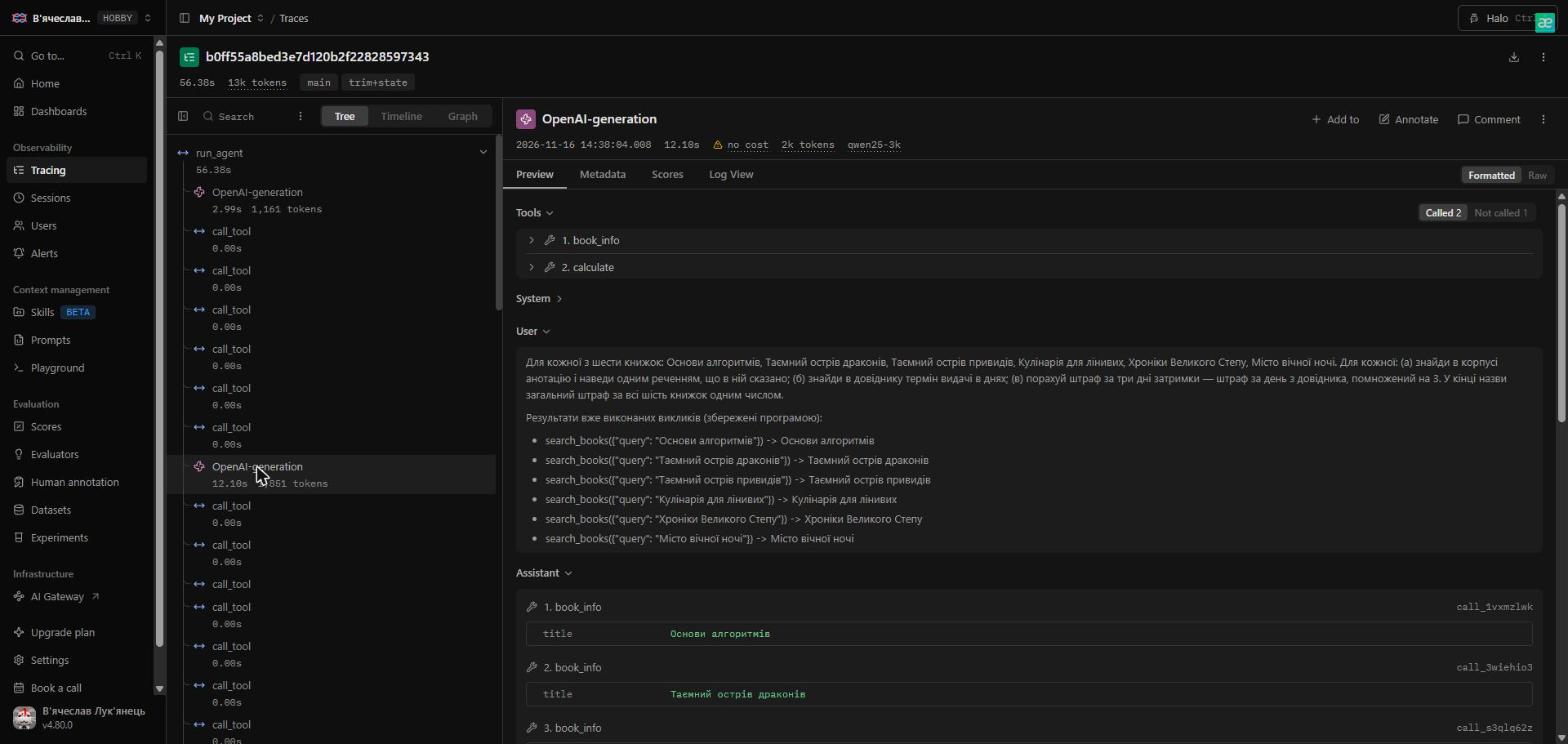 В'ячеслав... HOBBY
My Project / Traces
Halo Ctr
æ
Go to... Ctrl K
Home
Dashboards
Observability
Tracing
Sessions
Users
Alerts
Context management
Skills BETA
Prompts
Playground
Evaluation
Scores
Evaluators
Human annotation
Datasets
Experiments
Infrastructure
AI Gateway
Upgrade plan
Settings
Book a call
В'ячеслав Лук'янець
v4.80.0
b0ff55a8bed3e7d120b2f22828597343
56.38s 13k tokens main trim+state
Search Tree Timeline Graph
run_agent
56.38s
OpenAI-generation
2.99s 1,161 tokens
call_tool
0.00s
call_tool
0.00s
call_tool
0.00s
call_tool
0.00s
call_tool
0.00s
call_tool
0.00s
OpenAI-generation
12.10s 851 tokens
call_tool
0.00s
call_tool
0.00s
call_tool
call_tool
0.00s
call_tool
0.00s
call_tool
0.00s
call_tool
0.00s
OpenAI-generation
Add to Annotate Comment
2026-11-16 14:38:04.008 12.10s no cost 2k tokens qwen25-3k
Preview Metadata Scores Log View Formatted Raw
Tools Called 2 Not called 1
1. book_info
2. calculate
System
User
Для кожної з шести книжок: Основи алгоритмів, Таємний острів драконів, Таємний острів привидів, Кулінарія для лінивих, Хроніки Великого Степу, Місто вічної ночі. Для кожної: (а) знайди в корпусі
анотацію і наведи одним реченням, що в ній сказано; (б) знайди в довіднику термін видачі в днях; (в) порахуй штраф за три дні затримки — штраф за день з довідника, помножений на 3. У кінці назви
загальний штраф за всі шість книжок одним числом.
Результати вже виконаних викликів (збережені програмою):
search_books({"query": "Основи алгоритмів"}) -> Основи алгоритмів
search_books({"query": "Таємний острів драконів"}) -> Таємний острів драконів
search_books({"query": "Таємний острів привидів"}) -> Таємний острів привидів
search_books({"query": "Кулінарія для лінивих"}) -> Кулінарія для лінивих
search_books({"query": "Хроніки Великого Степу"}) -> Хроніки Великого Степу
search_books({"query": "Місто вічної ночі"}) -> Місто вічної ночі
Assistant
1. book_info call_1vxmzlwk
title Основи алгоритмів
2. book_info call_3wiehio3
title Таємний острів драконів
3. book_info call_s3qlq62z